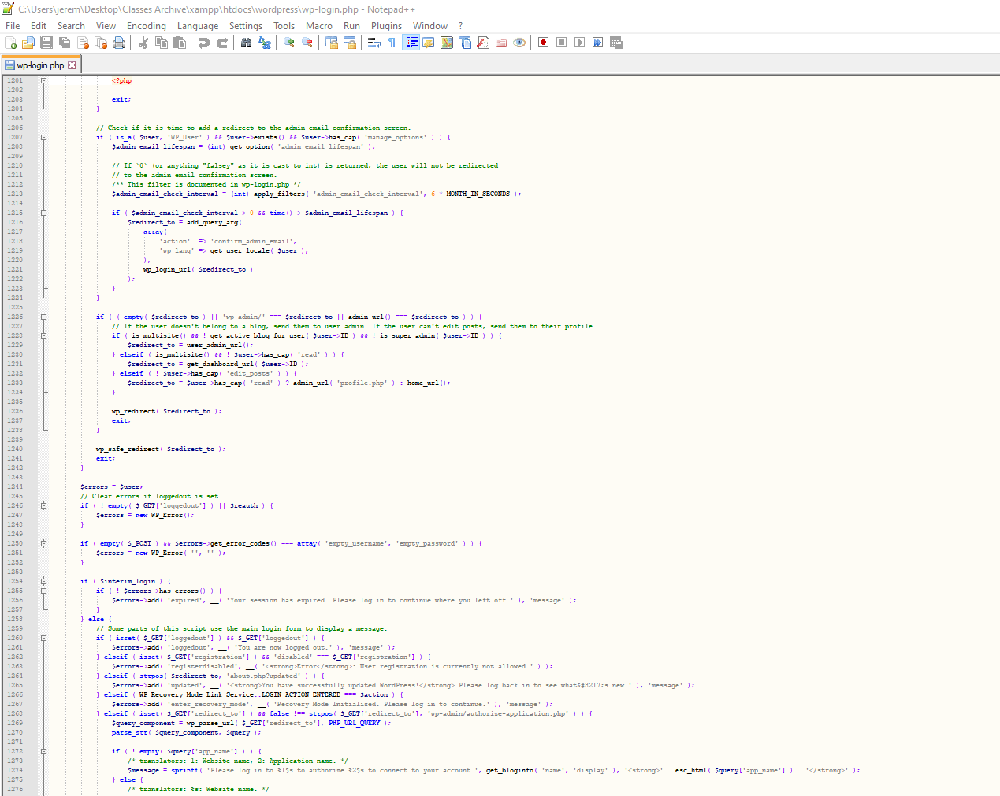 C:\Users\jerem\Desktop\Classes Archive\xampp\htdocs\wordpress\wp-login.php - Notepad++
File Edit Search View Encoding Language Settings Tools Macro Run Plugins Window ?
wp-login.php
1201 <?php
1202
1203 exit;
1204 }
1205
1206 // Check if it is time to add a redirect to the admin email confirmation screen.
1207 if ( is_a( $user, 'WP_User' ) && $user->exists() && $user->has_cap( 'manage_options' ) ) {
1208 $admin_email_lifespan = (int) get_option( 'admin_email_lifespan' );
1209
1210 // If `0` (or anything "falsey" as it is cast to int) is returned, the user will not be redirected
1211 // to the admin email confirmation screen.
1212 /** This filter is documented in wp-login.php */
1213 $admin_email_check_interval = (int) apply_filters( 'admin_email_check_interval', 6 * MONTH_IN_SECONDS );
1214
1215 if ( $admin_email_check_interval > 0 && time() > $admin_email_lifespan ) {
1216 $redirect_to = add_query_arg(
1217 array(
1218 'action' => 'confirm_admin_email',
1219 'wp_lang' => get_user_locale( $user ),
1220 ),
1221 wp_login_url( $redirect_to )
1222 );
1223 }
1224 }
1225
1226 if ( ( empty( $redirect_to ) || 'wp-admin/' === $redirect_to || admin_url() === $redirect_to ) ) {
1227 // If the user doesn't belong to a blog, send them to user admin. If the user can't edit posts, send them to their profile.
1228 if ( is_multisite() && ! get_active_blog_for_user( $user->ID ) && ! is_super_admin( $user->ID ) ) {
1229 $redirect_to = user_admin_url();
1230 } elseif ( is_multisite() && ! $user->has_cap( 'read' ) ) {
1231 $redirect_to = get_dashboard_url( $user->ID );
1232 } elseif ( ! $user->has_cap( 'edit_posts' ) ) {
1233 $redirect_to = $user->has_cap( 'read' ) ? admin_url( 'profile.php' ) : home_url();
1234 }
1235
1236 wp_redirect( $redirect_to );
1237 exit;
1238 }
1239
1240 wp_safe_redirect( $redirect_to );
1241 exit;
1242 }
1243
1244 $errors = $user;
1245 // Clear errors if loggedout is set.
1246 if ( ! empty( $_GET['loggedout'] ) || $reauth ) {
1247 $errors = new WP_Error();
1248 }
1249
1250 if ( empty( $_POST ) && $errors->get_error_codes() === array( 'empty_username', 'empty_password' ) ) {
1251 $errors = new WP_Error( '', '' );
1252 }
1253
1254 if ( $interim_login ) {
1255 if ( ! $errors->has_errors() ) {
1256 $errors->add( 'expired', __( 'Your session has expired. Please log in to continue where you left off.' ), 'message' );
1257 }
1258 } else {
1259 // Some parts of this script use the main login form to display a message.
1260 if ( isset( $_GET['loggedout'] ) && $_GET['loggedout'] ) {
1261 $errors->add( 'loggedout', __( 'You are now logged out.' ), 'message' );
1262 } elseif ( isset( $_GET['registration'] ) && 'disabled' === $_GET['registration'] ) {
1263 $errors->add( 'registerdisabled', __( '<strong>Error</strong>: User registration is currently not allowed.' ) );
1264 } elseif ( strpos( $redirect_to, 'about.php?updated' ) ) {
1265 $errors->add( 'updated', __( '<strong>You have successfully updated WordPress!</strong> Please log back in to see what&#8217;s new.' ), 'message' );
1266 } elseif ( WP_Recovery_Mode_Link_Service::LOGIN_ACTION_ENTERED === $action ) {
1267 $errors->add( 'enter_recovery_mode', __( 'Recovery Mode Initialised. Please log in to continue.' ), 'message' );
1268 } elseif ( isset( $_GET['redirect_to'] ) && false !== strpos( $_GET['redirect_to'], 'wp-admin/authorise-application.php' ) ) {
1269 $query_component = wp_parse_url( $_GET['redirect_to'], PHP_URL_QUERY );
1270 parse_str( $query_component, $query );
1271
1272 if ( ! empty( $query['app_name'] ) ) {
1273 /* translators: 1: Website name, 2: Application name. */
1274 $message = sprintf( 'Please log in to %1$s to authorise %2$s to connect to your account.', get_bloginfo( 'name', 'display' ), '<strong>' . esc_html( $query['app_name'] ) . '</strong>' );
1275 } else {
1276 /* translators: %s: Website name. */